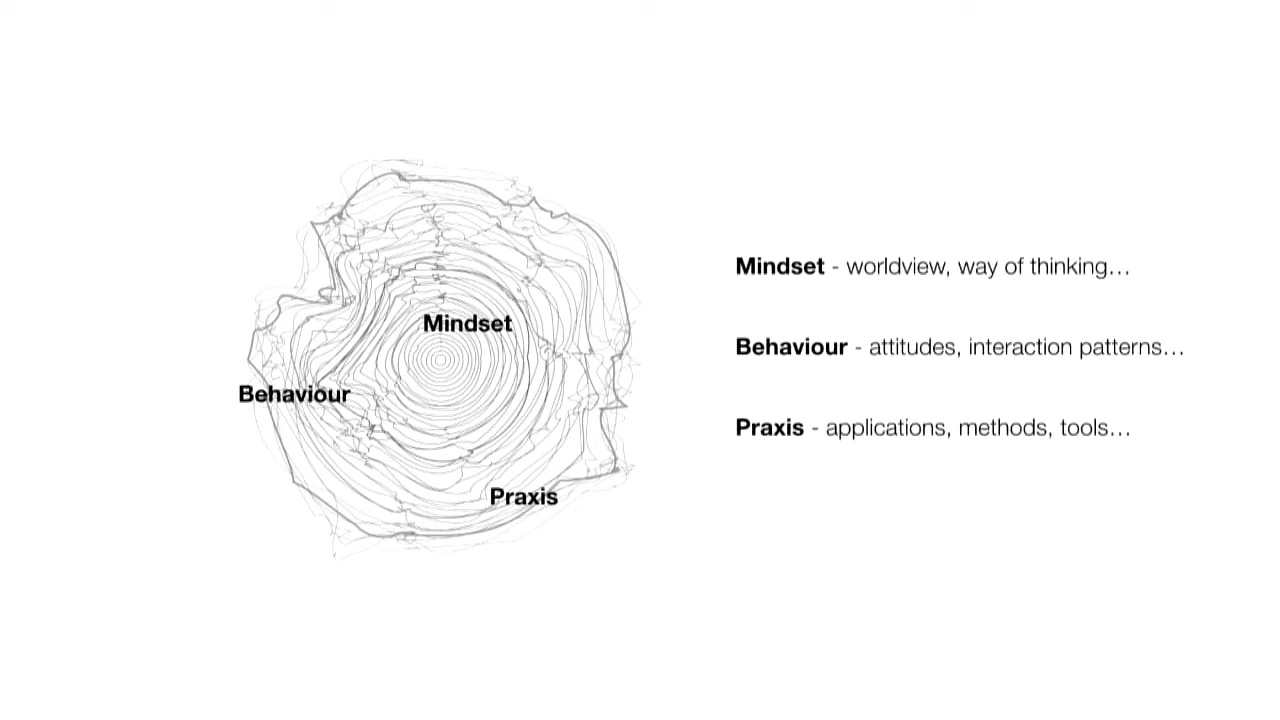 Mindset
Behaviour
Praxis
Mindset - worldview, way of thinking…
Behaviour - attitudes, interaction patterns…
Praxis - applications, methods, tools…